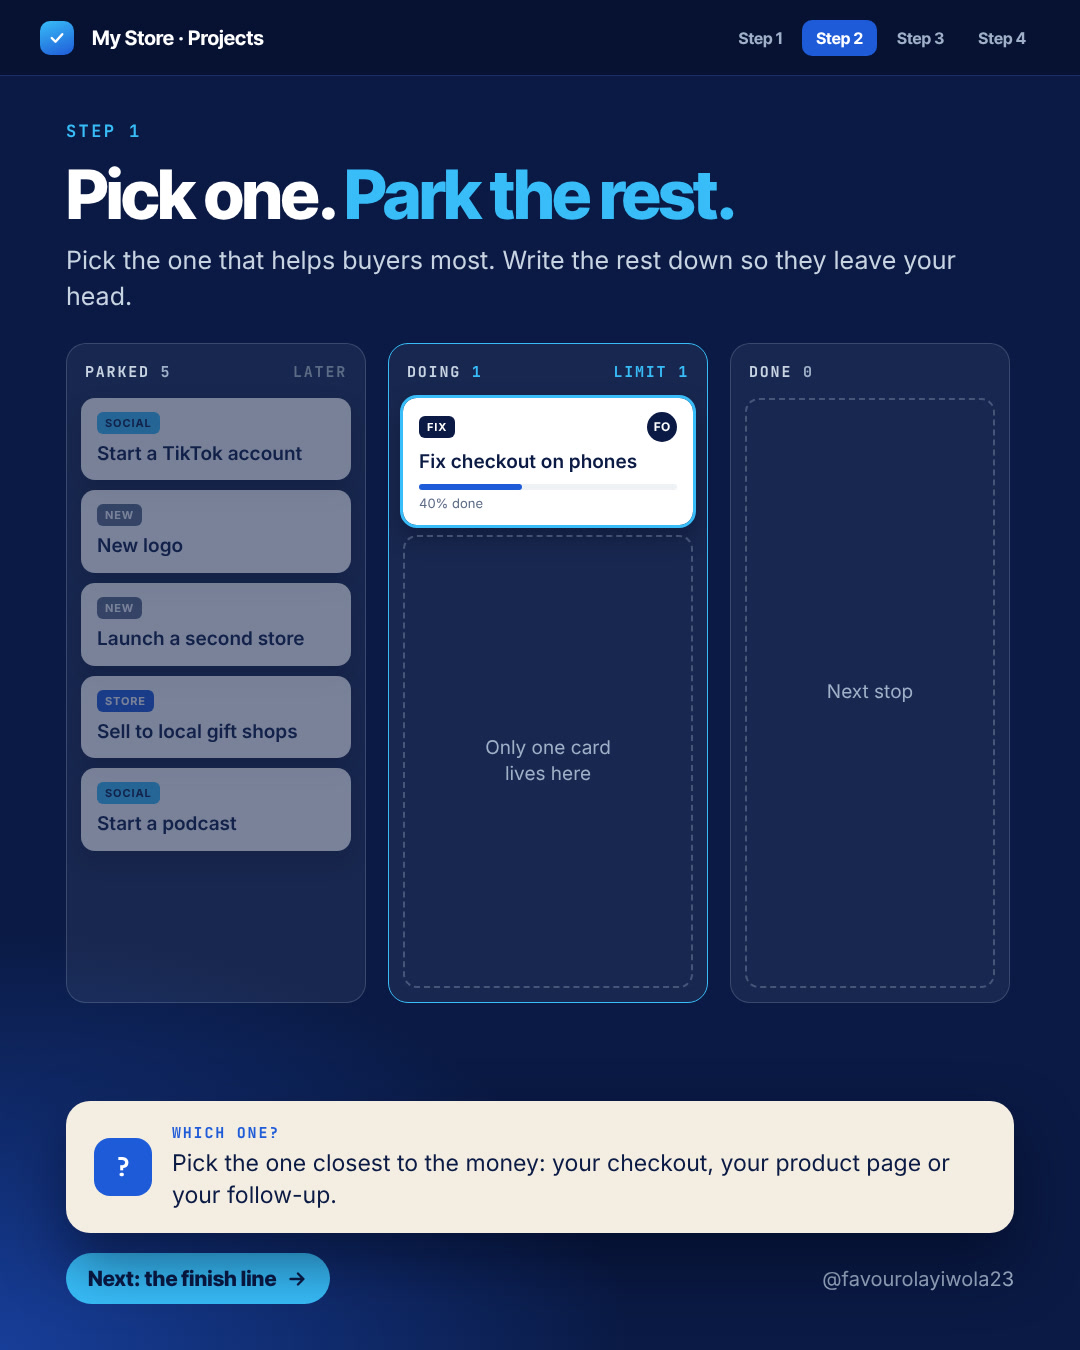 My Store · Projects
Step 1
Step 2
Step 3
Step 4
STEP 1
Pick one. Park the rest.
Pick the one that helps buyers most. Write the rest down so they leave your
head.
PARKED 5
LATER
SOCIAL
Start a TikTok account
NEW
New logo
NEW
Launch a second store
STORE
Sell to local gift shops
SOCIAL
Start a podcast
DOING 1
LIMIT 1
FIX
FO
Fix checkout on phones
40% done
Only one card
lives here
DONE 0
Next stop
?
WHICH ONE?
Pick the one closest to the money: your checkout, your product page or
your follow-up.
Next: the finish line →
@favourolayiwola23